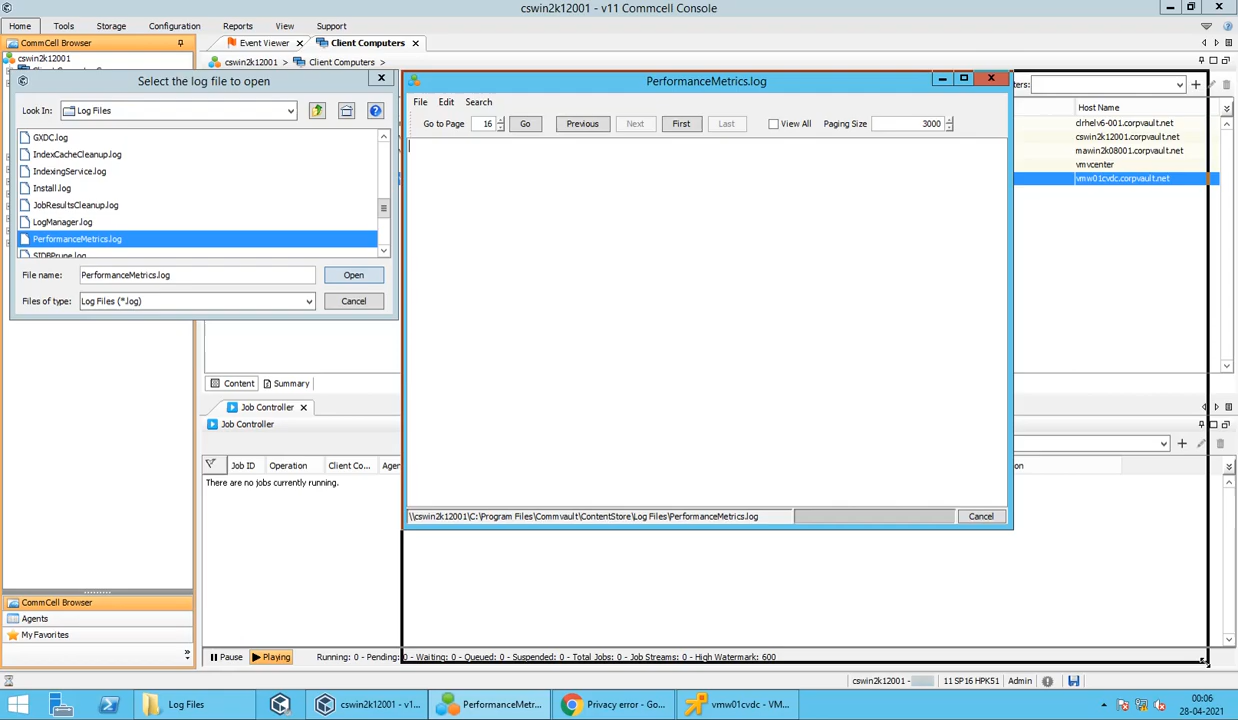 cswin2k12001 - v11 Commcell Console
Home Tools Storage Configuration Reports View Support
CommCell Browser
cswin2k12001
Event Viewer Client Computers
cswin2k12001 > Client Computers >
Select the log file to open
Look In: Log Files
GXDC.log
IndexCacheCleanup.log
IndexingService.log
Install.log
JobResultsCleanup.log
LogManager.log
PerformanceMetrics.log
SIDBPrune.log
File name: PerformanceMetrics.log Open
Files of type: Log Files (*.log) Cancel
PerformanceMetrics.log
File Edit Search
Go to Page 16 Go Previous Next First Last View All Paging Size 3000
\\cswin2k12001\C:\Program Files\Commvault\ContentStore\Log Files\PerformanceMetrics.log Cancel
Host Name
clrhelv6-001.corpvault.net
cswin2k12001.corpvault.net
mawin2k08001.corpvault.net
vmvcenter
vmw01cvdc.corpvault.net
Content Summary
Job Controller
Job Controller
Job ID Operation Client Co...
There are no jobs currently running.
CommCell Browser
Agents
My Favorites
Pause Playing Running: 0 - Pending: 0 - Waiting: 0 - Queued: 0 - Suspended: 0 - Total Jobs: 0 - Job Streams: 0 - High Watermark: 600
cswin2k12001 - 11 SP16 HPK51 Admin
Log Files cswin2k12001 - v1... PerformanceMetr... Privacy error - Go... vmw01cvdc - VM...
00:06
28-04-2021